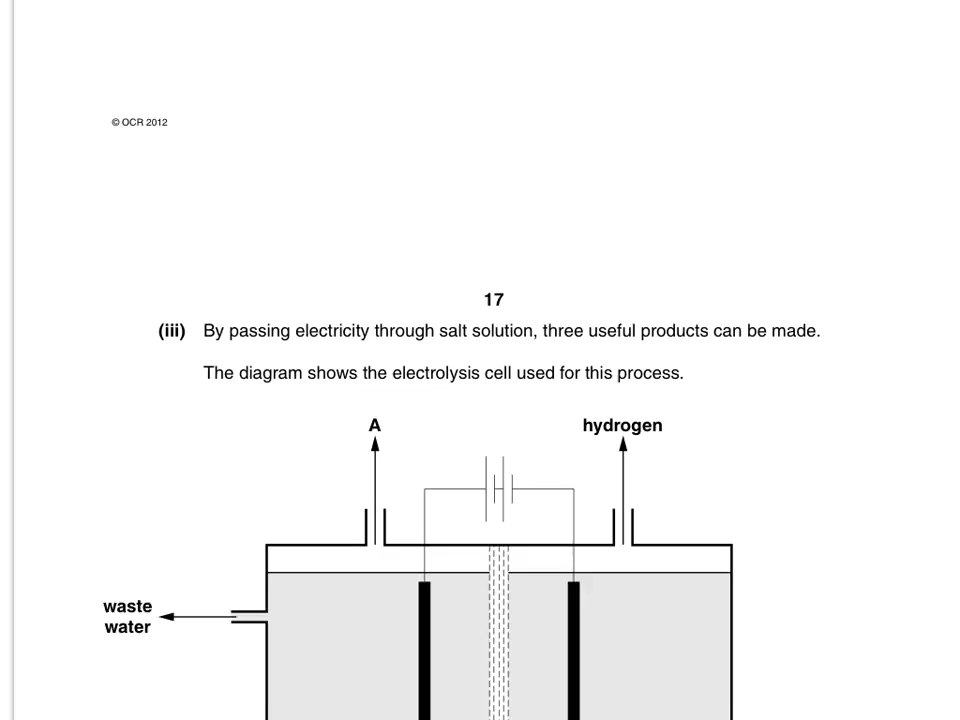 © OCR 2012
17
(iii) By passing electricity through salt solution, three useful products can be made.
The diagram shows the electrolysis cell used for this process.
A
hydrogen
waste
water